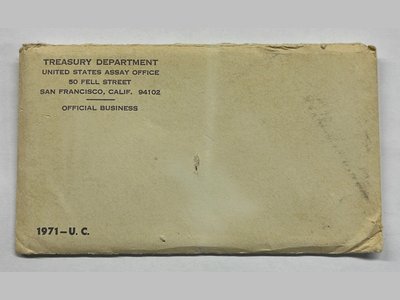 TREASURY DEPARTMENT
UNITED STATES ASSAY OFFICE
50 FELL STREET
SAN FRANCISCO, CALIF. 94102
OFFICIAL BUSINESS
1971—U. C.